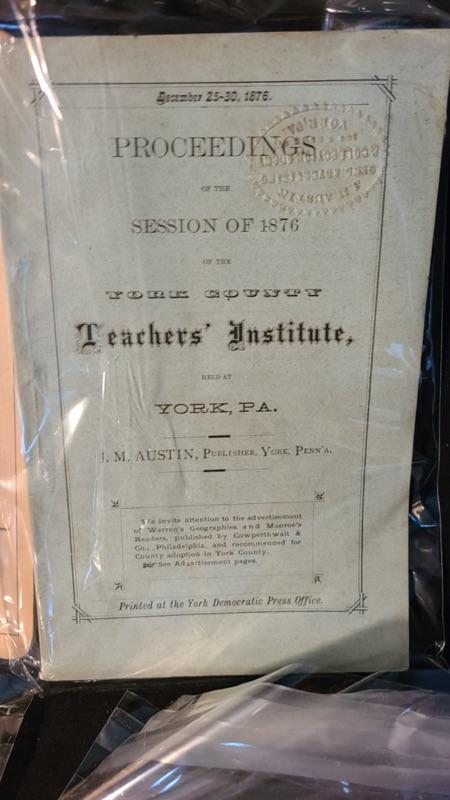 December 25-30, 1876.
PROCEEDINGS
OF THE
SESSION OF 1876
OF THE
YORK COUNTY
Teachers' Institute,
HELD AT
YORK, PA.
J. M. AUSTIN, PUBLISHER, YORK, PENN'A.
We invite attention to the advertisement
of Warren's Geographies and Monroe's
Readers, published by Cowperthwait &
Co., Philadelphia, and recommended for
County adoption in York County.
☞ See Advertisement pages.
Printed at the York Democratic Press Office.